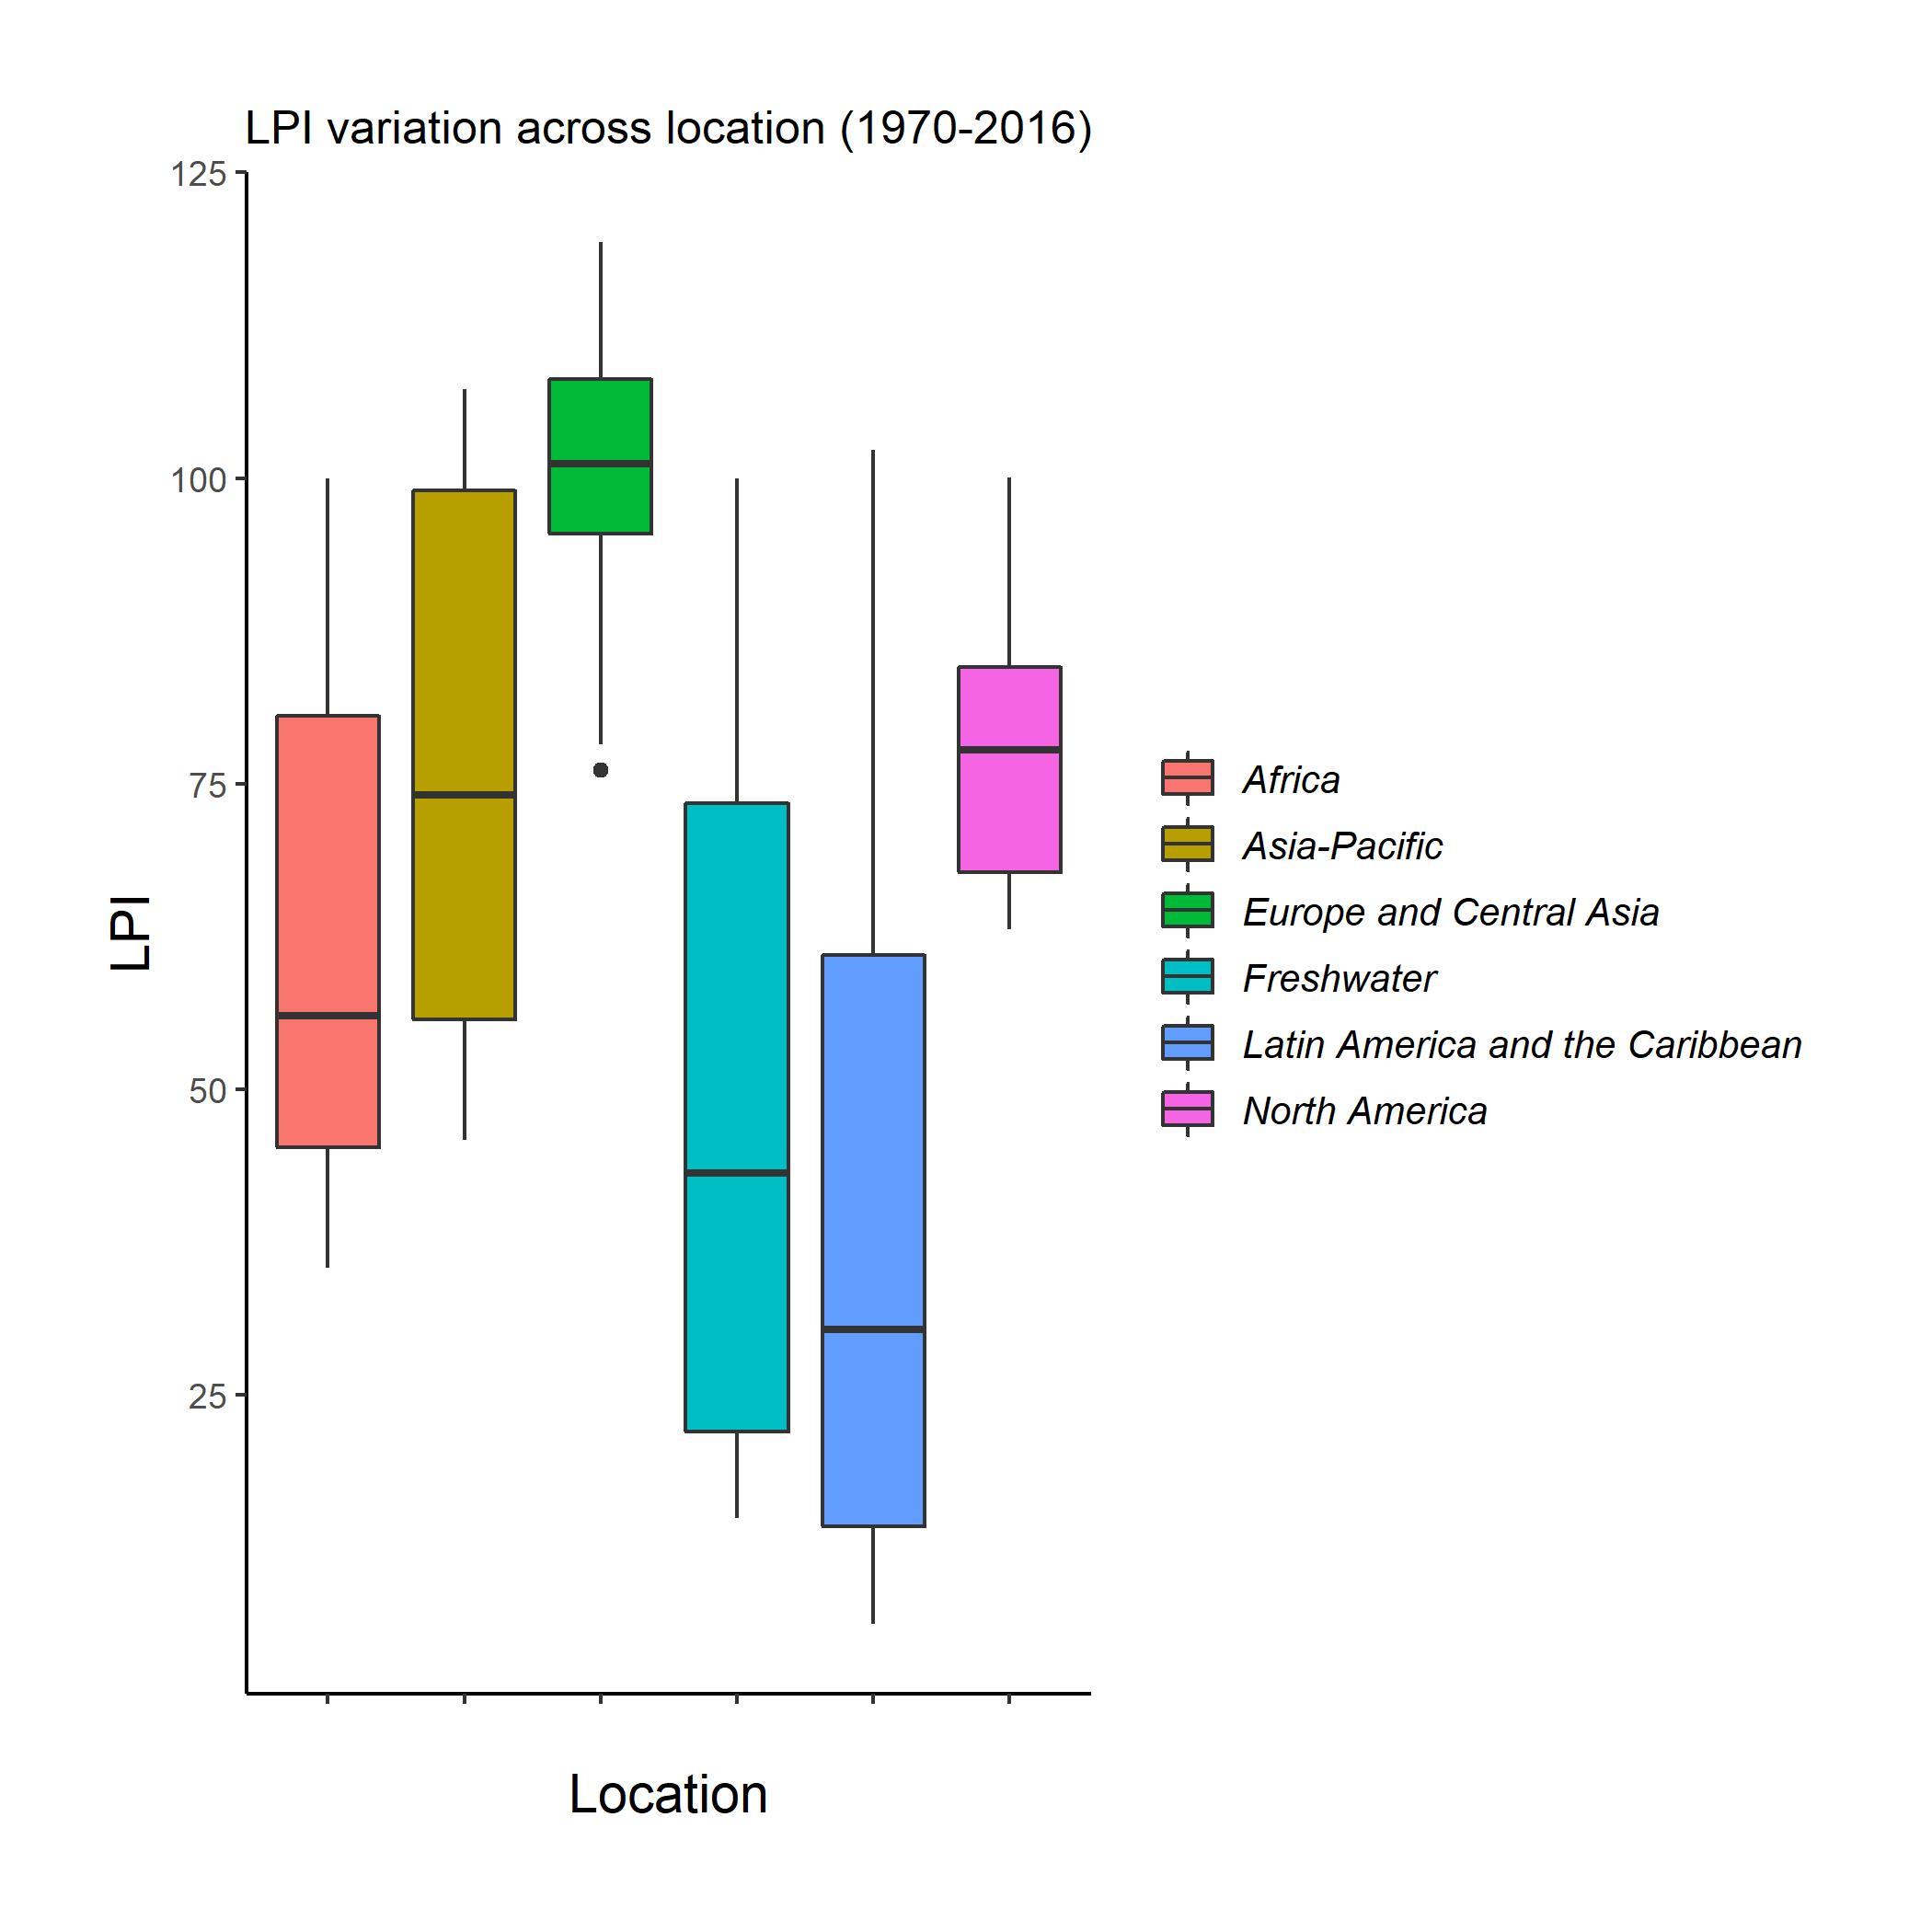 LPI variation across location (1970-2016)
125
100
75
50
25
LPI
Location
Africa
Asia-Pacific
Europe and Central Asia
Freshwater
Latin America and the Caribbean
North America